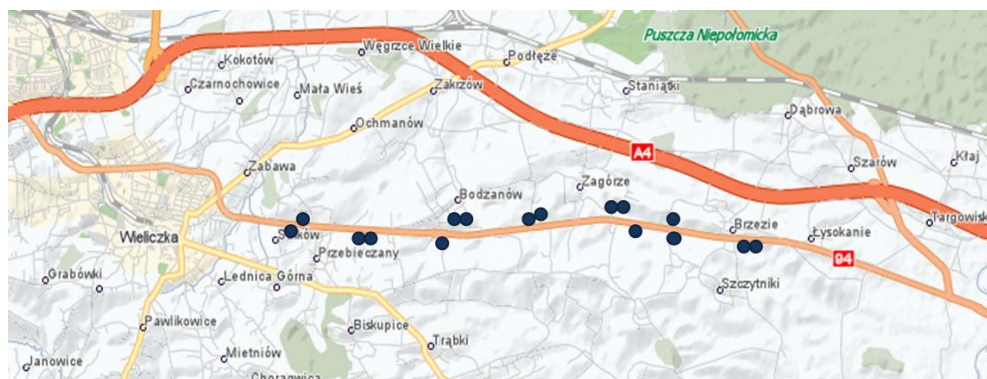 Puszcza Niepołomicka
Węgrzce Wielkie
Kokotów
Podłęże
Czarnochowice
Mała Wieś
Zakrzów
Staniątki
Dąbrowa
Ochmanów
A4
Zabawa
Szarów
Kłaj
Bodzanów
Zagórze
Targowisk
Wieliczka
Przebieczany
Brzezie
Łysokanie
94
Grabówki
Lednica Górna
Szczytniki
Pawlikowice
Biskupice
Trąbki
Janowice
Mietniów
Chorągwica